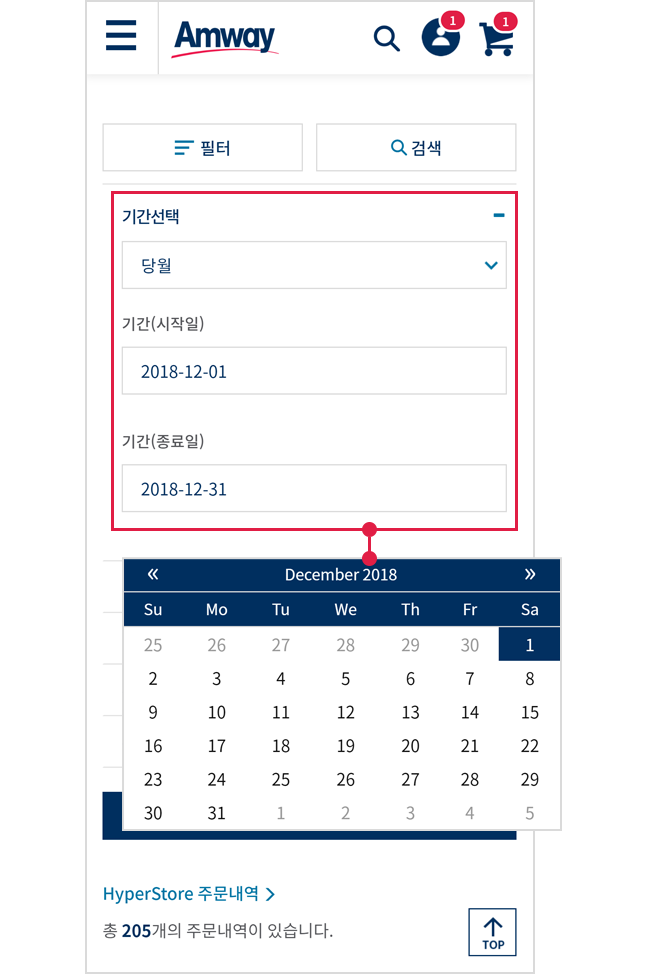 Amway 1 1
필터 검색
기간선택
당월
기간(시작일)
2018-12-01
기간(종료일)
2018-12-31
« December 2018 »
Su Mo Tu We Th Fr Sa
25 26 27 28 29 30 1
2 3 4 5 6 7 8
9 10 11 12 13 14 15
16 17 18 19 20 21 22
23 24 25 26 27 28 29
30 31 1 2 3 4 5
HyperStore 주문내역
총 205개의 주문내역이 있습니다.
TOP